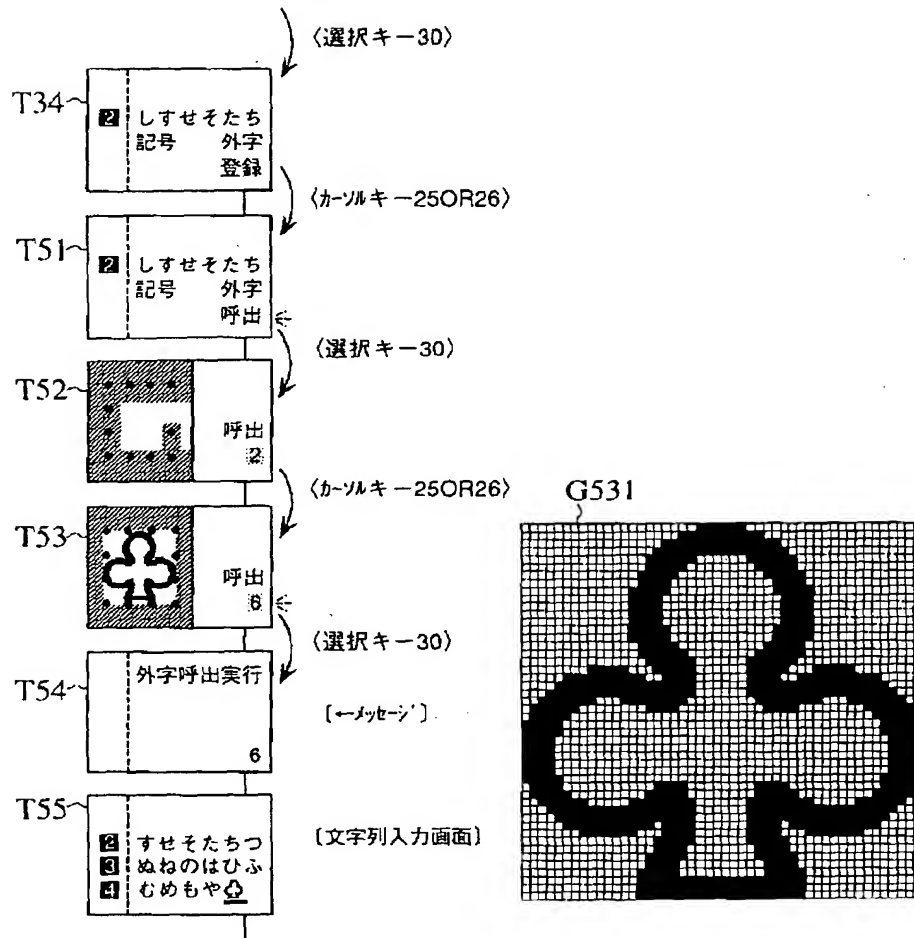 〈選択キー30〉
T34
2 しすせそたち
記号 外字
登録
〈カーソルキー25OR26〉
T51
2 しすせそたち
記号 外字
呼出
〈選択キー30〉
T52
呼出
2
〈カーソルキー25OR26〉
G531
T53
呼出
6
〈選択キー30〉
T54
外字呼出実行
[←メッセージ]
6
T55
2 すせそたちつ
〔文字列入力画面〕
3 ぬねのはひふ
4 むめもや♧